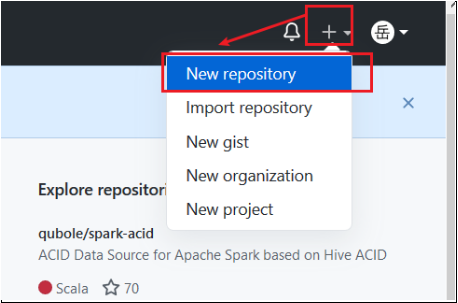 岳
New repository
Import repository
New gist
New organization
New project
Explore repositori
qubole/spark-acid
ACID Data Source for Apache Spark based on Hive ACID
Scala 70